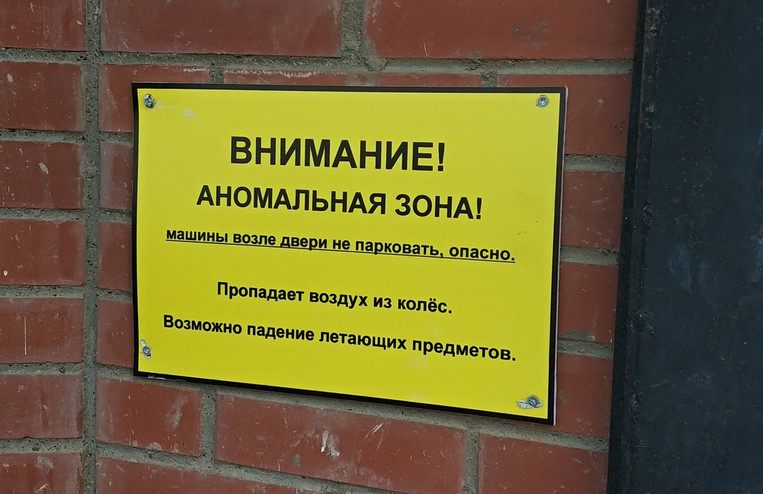 ВНИМАНИЕ!
АНОМАЛЬНАЯ ЗОНА!
машины возле двери не парковать, опасно.
Пропадает воздух из колёс.
Возможно падение летающих предметов.